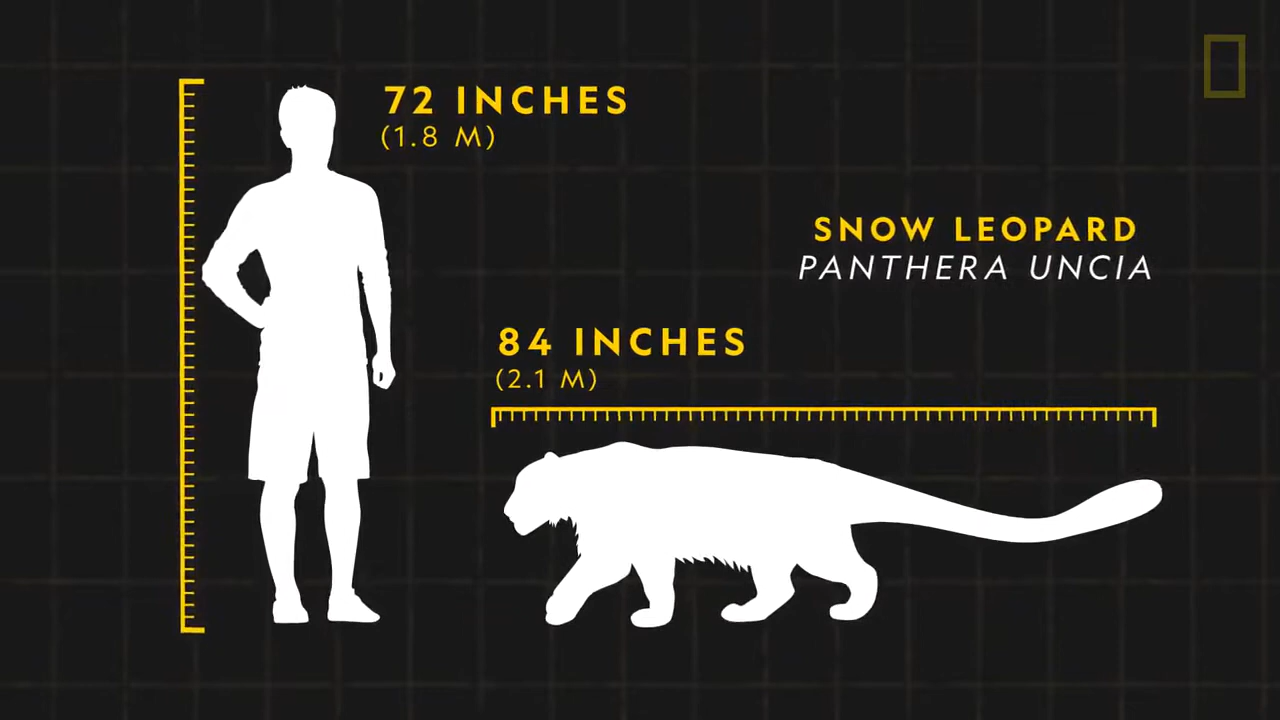 72 INCHES
(1.8 M)
SNOW LEOPARD
PANTHERA UNCIA
84 INCHES
(2.1 M)